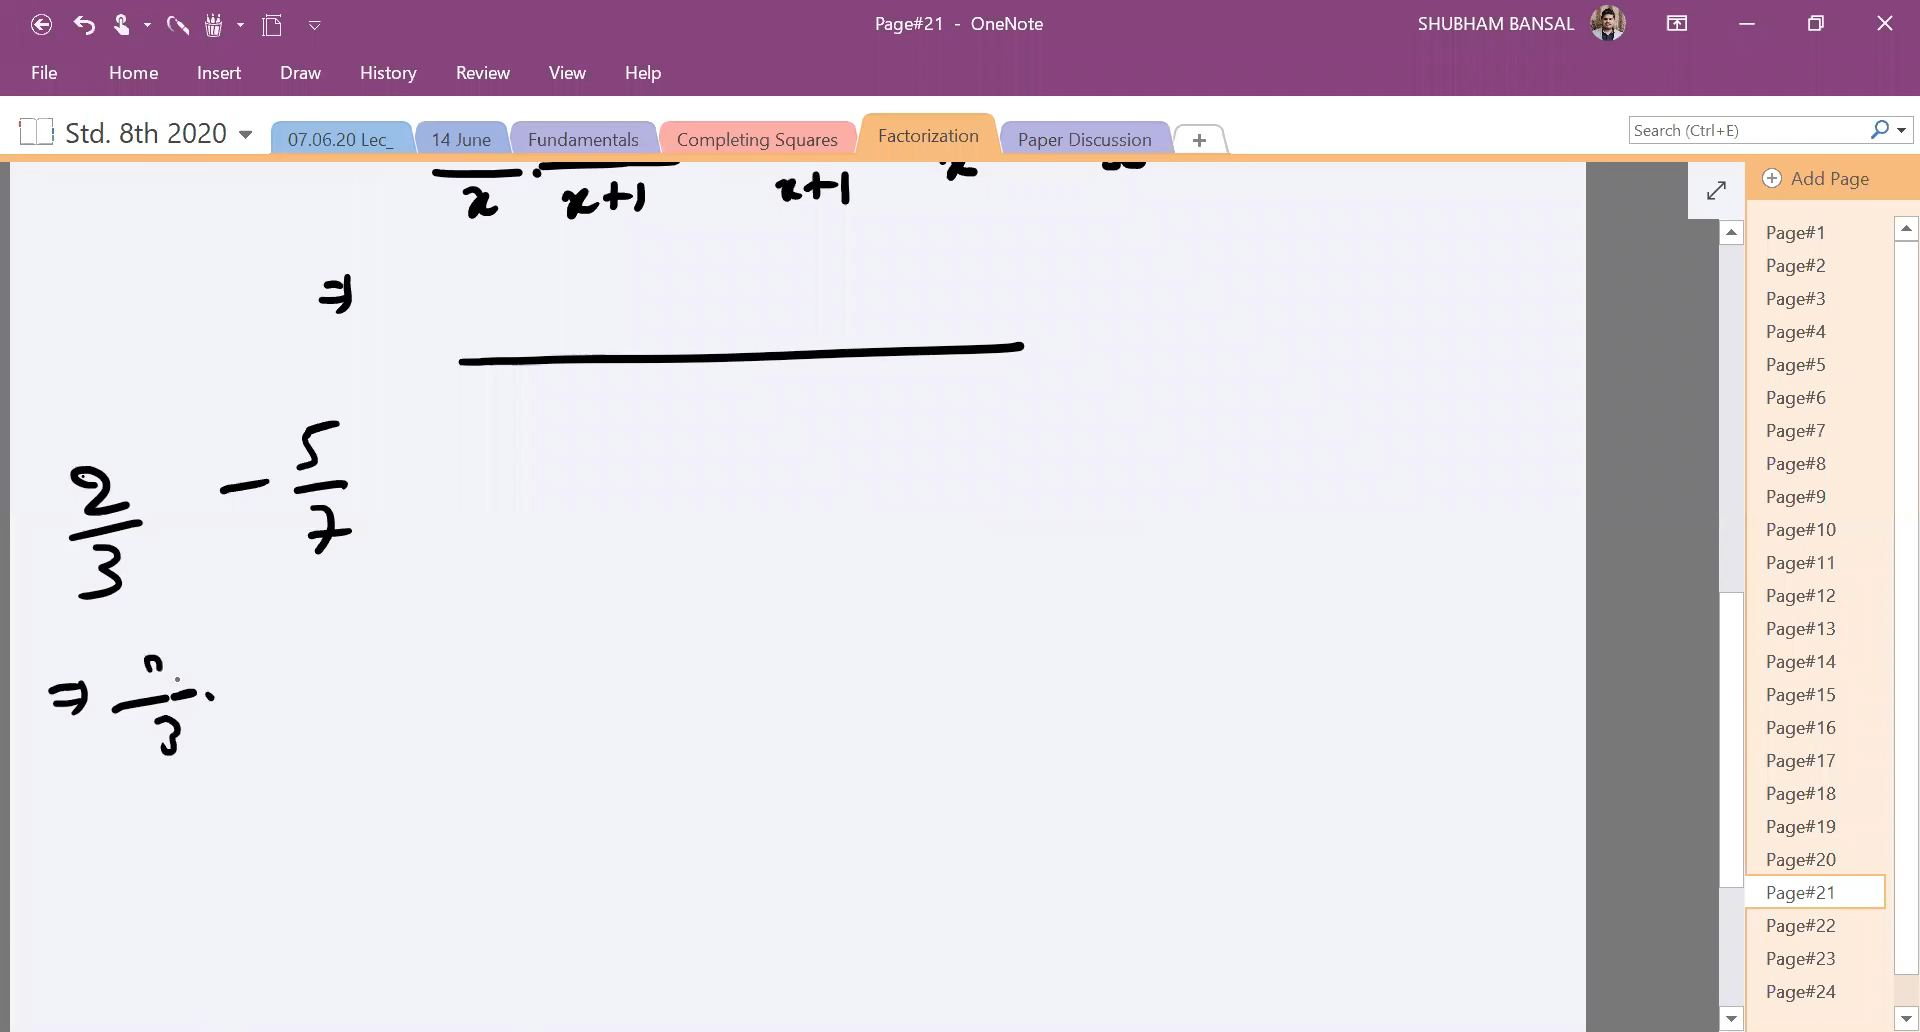 Page#21 - OneNote
SHUBHAM BANSAL
File Home Insert Draw History Review View Help
Std. 8th 2020
07.06.20 Lec_
14 June
Fundamentals
Completing Squares
Factorization
Paper Discussion
+
Search (Ctrl+E)
x x+1 x+1 x
⇒
2/3 - 5/7
⇒ /3
Add Page
Page#1
Page#2
Page#3
Page#4
Page#5
Page#6
Page#7
Page#8
Page#9
Page#10
Page#11
Page#12
Page#13
Page#14
Page#15
Page#16
Page#17
Page#18
Page#19
Page#20
Page#21
Page#22
Page#23
Page#24